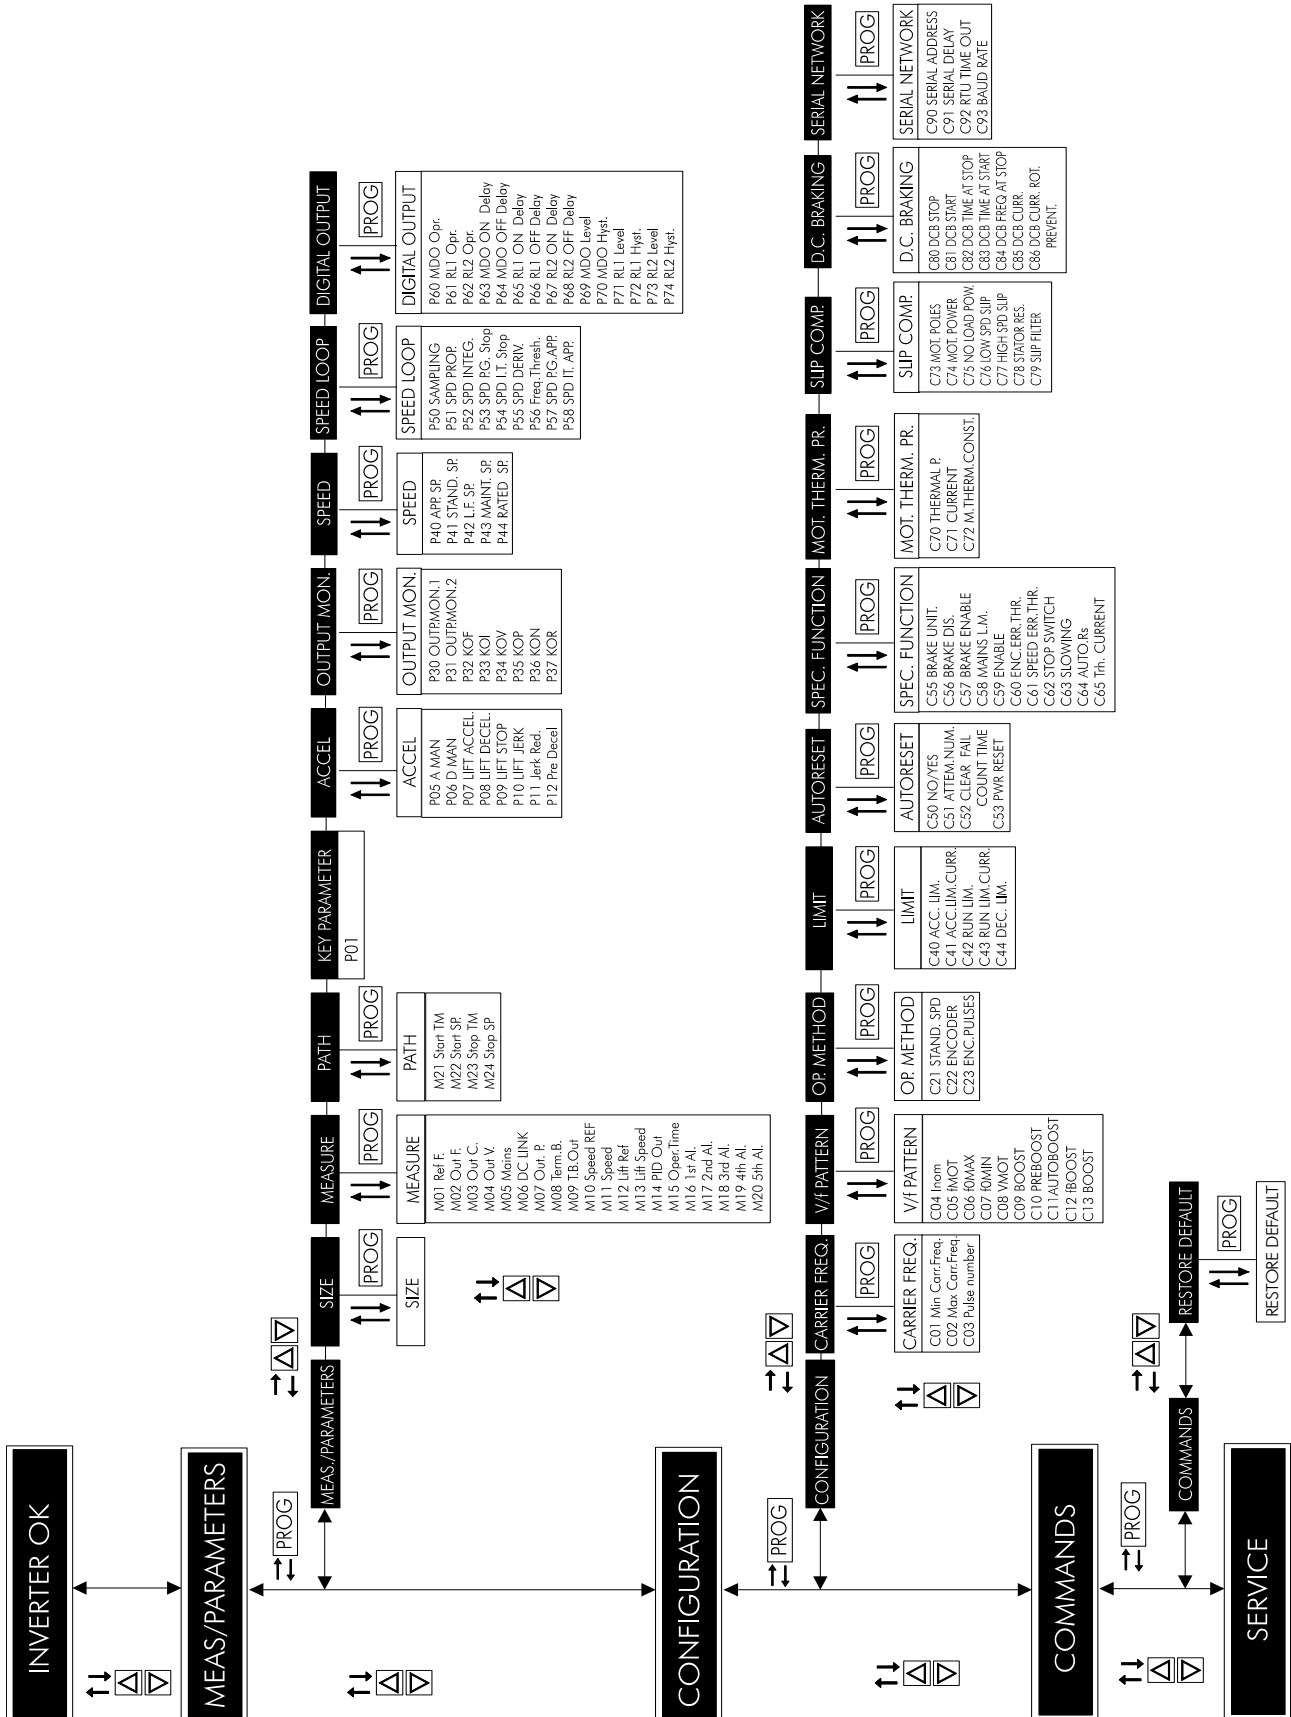 INVERTER OK
MEAS/PARAMETERS
PROG
MEAS./PARAMETERS
SIZE
PROG
SIZE
MEASURE
PROG
MEASURE
M01 Ref F.
M02 Out F.
M03 Out C.
M04 Out V.
M05 Mains
M06 DC LINK
M07 Out. P.
M08 Term.B.
M09 T.B.Out
M10 Speed REF
M11 Speed
M12 Lift Ref
M13 Lift Speed
M14 PID Out
M15 Oper.Time
M16 1st Al.
M17 2nd Al.
M18 3rd Al.
M19 4th Al.
M20 5th Al.
PATH
PROG
PATH
M21 Start TM
M22 Start SP.
M23 Stop TM
M24 Stop SP
KEY PARAMETER
P01
ACCEL
PROG
ACCEL
P05 A MAN
P06 D MAN
P07 LIFT ACCEL.
P08 LIFT DECEL.
P09 LIFT STOP
P10 LIFT JERK
P11 Jerk Red.
P12 Pre Decel
OUTPUT MON.
PROG
OUTPUT MON.
P30 OUTP.MON.1
P31 OUTP.MON.2
P32 KOF
P33 KOI
P34 KOV
P35 KOP
P36 KON
P37 KOR
SPEED
PROG
SPEED
P40 APP. SP.
P41 STAND. SP.
P42 L.F. SP.
P43 MAINT. SP.
P44 RATED SP.
SPEED LOOP
PROG
SPEED LOOP
P50 SAMPLING
P51 SPD PROP.
P52 SPD INTEG.
P53 SPD P.G. Stop
P54 SPD I.T. Stop
P55 SPD DERIV.
P56 Freq.Thresh.
P57 SPD P.G.APP.
P58 SPD IT. APP.
DIGITAL OUTPUT
PROG
DIGITAL OUTPUT
P60 MDO Opr.
P61 RL1 Opr.
P62 RL2 Opr.
P63 MDO ON Delay
P64 MDO OFF Delay
P65 RL1 ON Delay
P66 RL1 OFF Delay
P67 RL2 ON Delay
P68 RL2 OFF Delay
P69 MDO Level
P70 MDO Hyst.
P71 RL1 Level
P72 RL1 Hyst.
P73 RL2 Level
P74 RL2 Hyst.
CONFIGURATION
PROG
CONFIGURATION
CARRIER FREQ.
PROG
CARRIER FREQ.
C01 Min Carr.Freq.
C02 Max Carr.Freq.
C03 Pulse number
V/f PATTERN
PROG
V/f PATTERN
C04 Inom
C05 fMOT
C06 f0MAX
C07 f0MIN
C08 VMOT
C09 BOOST
C10 PREBOOST
C11AUTOBOOST
C12 fBOOST
C13 BOOST
OP. METHOD
PROG
OP. METHOD
C21 STAND. SPD
C22 ENCODER
C23 ENC.PULSES
LIMIT
PROG
LIMIT
C40 ACC. LIM.
C41 ACC.LIM.CURR.
C42 RUN LIM.
C43 RUN LIM.CURR.
C44 DEC. LIM.
AUTORESET
PROG
AUTORESET
C50 NO/YES
C51 ATTEM.NUM.
C52 CLEAR FAIL
COUNT TIME
C53 PWR RESET
SPEC. FUNCTION
PROG
SPEC. FUNCTION
C55 BRAKE UNIT.
C56 BRAKE DIS.
C57 BRAKE ENABLE
C58 MAINS L.M.
C59 ENABLE
C60 ENC.ERR.THR.
C61 SPEED ERR.THR.
C62 STOP SWITCH
C63 SLOWING
C64 AUTO.Rs
C65 Trh. CURRENT
MOT. THERM. PR.
PROG
MOT. THERM. PR.
C70 THERMAL P.
C71 CURRENT
C72 M.THERM.CONST.
SLIP COMP.
PROG
SLIP COMP.
C73 MOT. POLES
C74 MOT. POWER
C75 NO LOAD POW.
C76 LOW SPD SLIP
C77 HIGH SPD SLIP
C78 STATOR RES.
C79 SLIP FILTER
D.C. BRAKING
PROG
D.C. BRAKING
C80 DCB STOP
C81 DCB START
C82 DCB TIME AT STOP
C83 DCB TIME AT START
C84 DCB FREQ AT STOP
C85 DCB CURR.
C86 DCB CURR. ROT.
PREVENT.
SERIAL NETWORK
PROG
SERIAL NETWORK
C90 SERIAL ADDRESS
C91 SERIAL DELAY
C92 RTU TIME OUT
C93 BAUD RATE
COMMANDS
PROG
COMMANDS
RESTORE DEFAULT
PROG
RESTORE DEFAULT
SERVICE